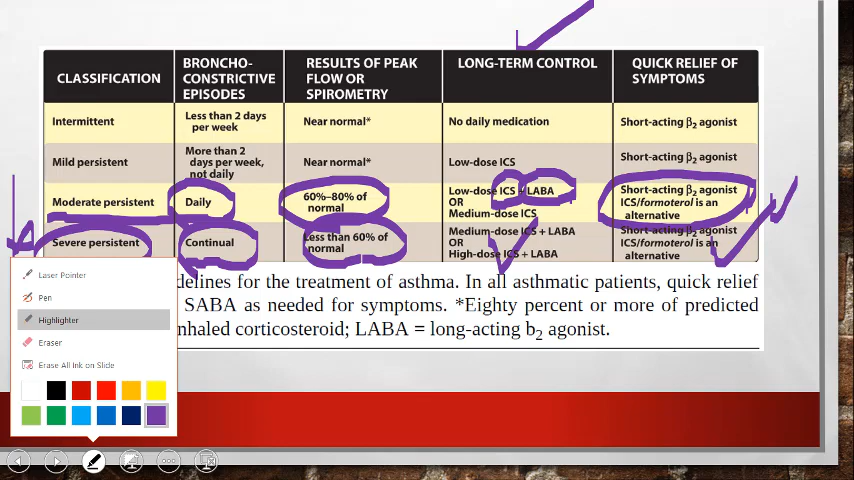 CLASSIFICATION
BRONCHO-
CONSTRICTIVE
EPISODES
RESULTS OF PEAK
FLOW OR
SPIROMETRY
LONG-TERM CONTROL
QUICK RELIEF OF
SYMPTOMS
Intermittent
Less than 2 days
per week
Near normal*
No daily medication
Short-acting β2 agonist
Mild persistent
More than 2
days per week,
not daily
Near normal*
Low-dose ICS
Short-acting β2 agonist
Moderate persistent
Daily
60%–80% of
normal
Low-dose ICS + LABA
OR
Medium-dose ICS
Short-acting β2 agonist
ICS/formoterol is an
alternative
Severe persistent
Continual
Less than 60% of
normal
Medium-dose ICS + LABA
OR
High-dose ICS + LABA
Short-acting β2 agonist
ICS/formoterol is an
alternative
delines for the treatment of asthma. In all asthmatic patients, quick relief
SABA as needed for symptoms. *Eighty percent or more of predicted
nhaled corticosteroid; LABA = long-acting b2 agonist.
Laser Pointer
Pen
Highlighter
Eraser
Erase All Ink on Slide